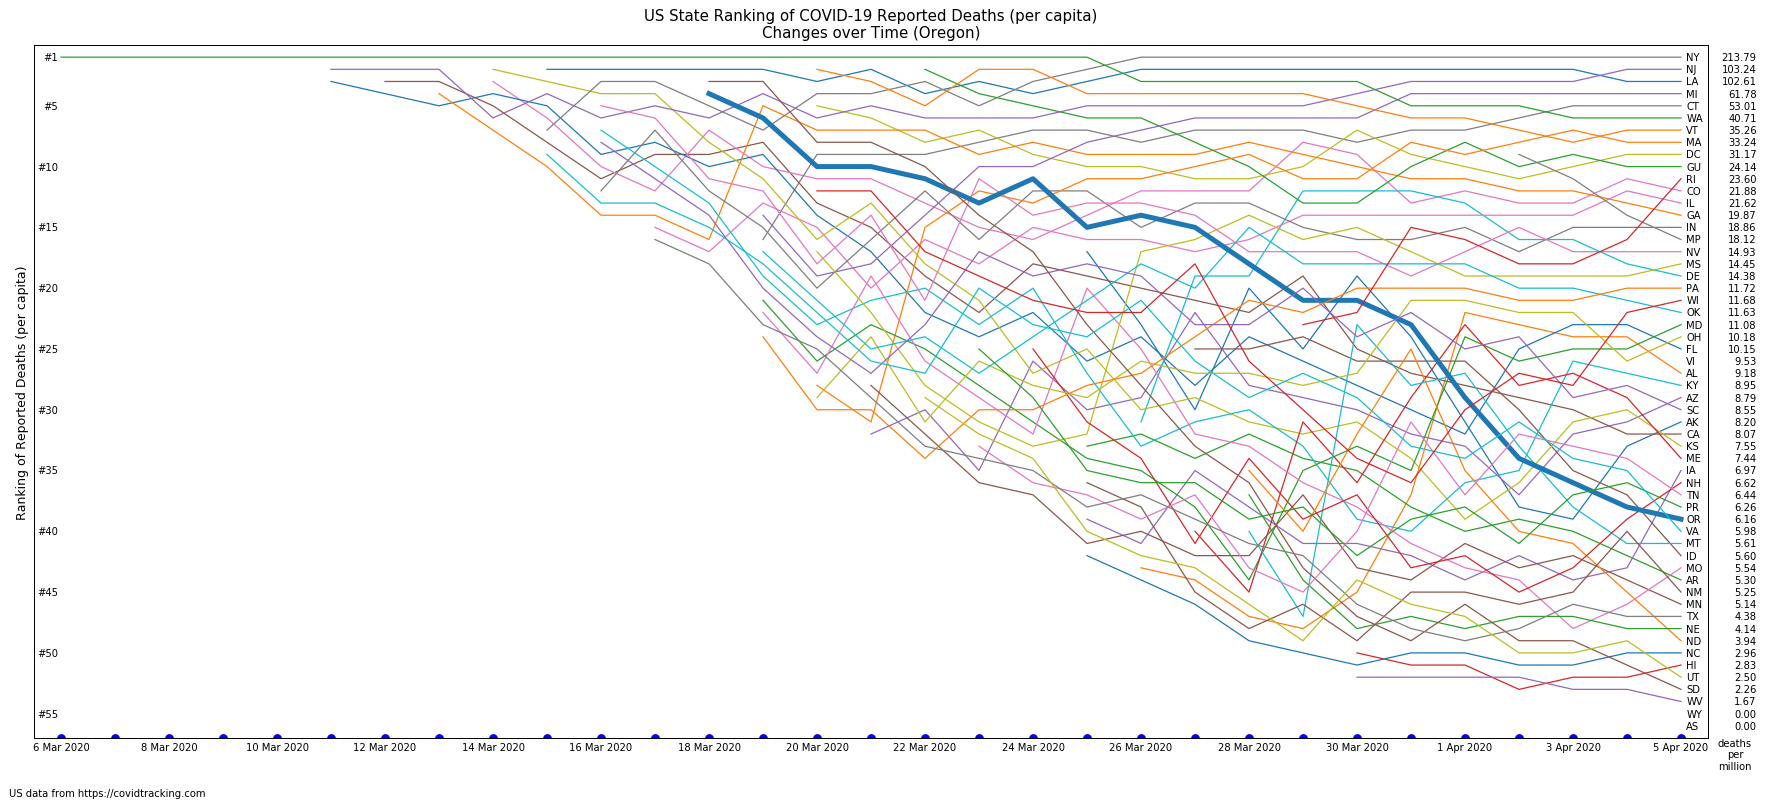 US State Ranking of COVID-19 Reported Deaths (per capita)
Changes over Time (Oregon)
Ranking of Reported Deaths (per capita)
#1
#5
#10
#15
#20
#25
#30
#35
#40
#45
#50
#55
NY 213.79
NJ 103.24
LA 102.61
MI 61.78
CT 53.01
WA 40.71
VT 35.26
MA 33.24
DC 31.17
GU 24.14
RI 23.60
CO 21.88
IL 21.62
GA 19.87
IN 18.86
MP 18.12
NV 14.93
MS 14.45
DE 14.38
PA 11.72
WI 11.68
OK 11.63
MD 11.08
OH 10.18
FL 10.15
VI 9.53
AL 9.18
KY 8.95
AZ 8.79
SC 8.55
AK 8.20
CA 8.07
KS 7.55
ME 7.44
IA 6.97
NH 6.62
TN 6.44
PR 6.26
OR 6.16
VA 5.98
MT 5.61
ID 5.60
MO 5.54
AR 5.30
NM 5.25
MN 5.14
TX 4.38
NE 4.14
ND 3.94
NC 2.96
HI 2.83
UT 2.50
SD 2.26
WV 1.67
WY 0.00
AS 0.00
6 Mar 2020 8 Mar 2020 10 Mar 2020 12 Mar 2020 14 Mar 2020 16 Mar 2020 18 Mar 2020 20 Mar 2020 22 Mar 2020 24 Mar 2020 26 Mar 2020 28 Mar 2020 30 Mar 2020 1 Apr 2020 3 Apr 2020 5 Apr 2020
deaths
per
million
US data from https://covidtracking.com